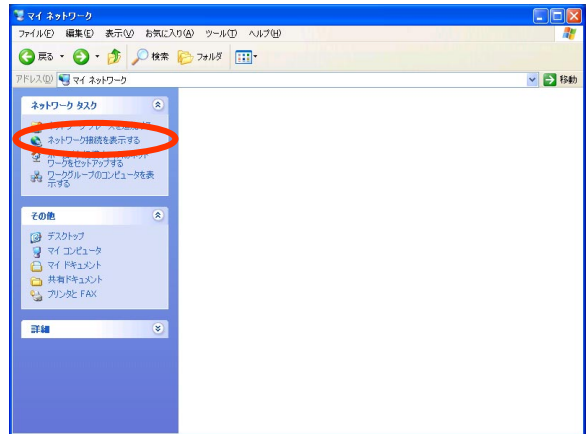 マイ ネットワーク
ファイル(F) 編集(E) 表示(V) お気に入り(A) ツール(T) ヘルプ(H)
戻る 検索 フォルダ
アドレス(D) マイ ネットワーク 移動
ネットワーク タスク
ネットワーク接続を表示する
ワークをセットアップする
ワークグループのコンピュータを表
示する
その他
デスクトップ
マイ コンピュータ
マイ ドキュメント
共有ドキュメント
プリンタと FAX
詳細